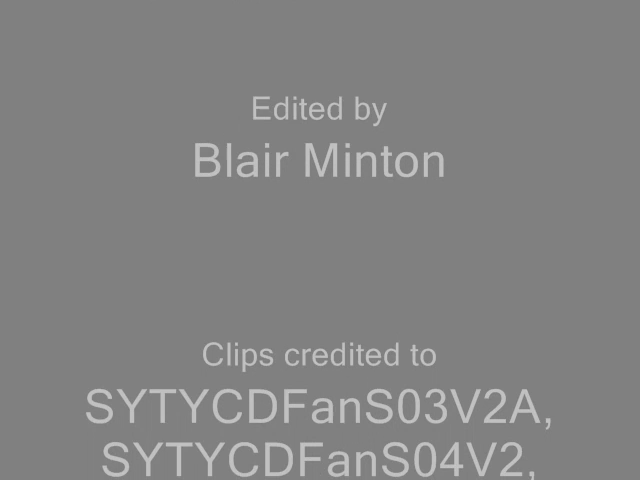 Edited by
Blair Minton
Clips credited to
SYTYCDFanS03V2A,
SYTYCDFanS04V2,